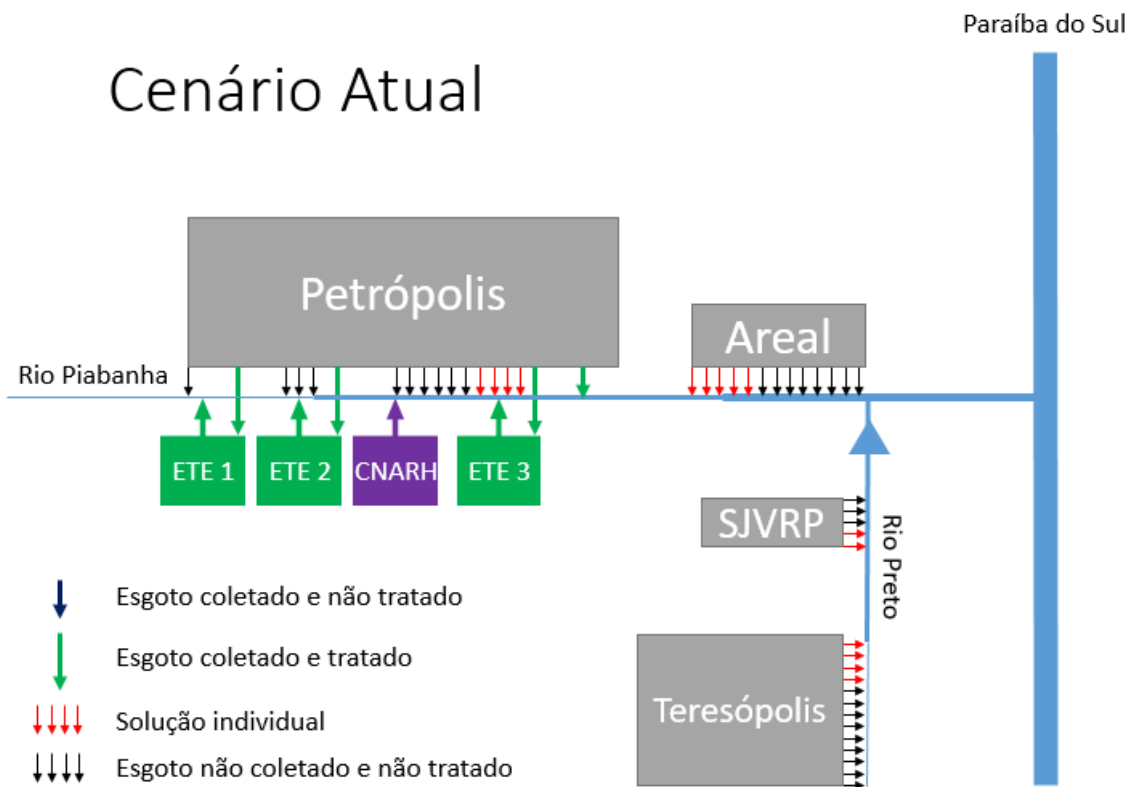 Paraíba do Sul
Cenário Atual
Petrópolis
Areal
Rio Piabanha
ETE 1
ETE 2
CNARH
ETE 3
SJVRP
Rio Preto
Teresópolis
Esgoto coletado e não tratado
Esgoto coletado e tratado
Solução individual
Esgoto não coletado e não tratado